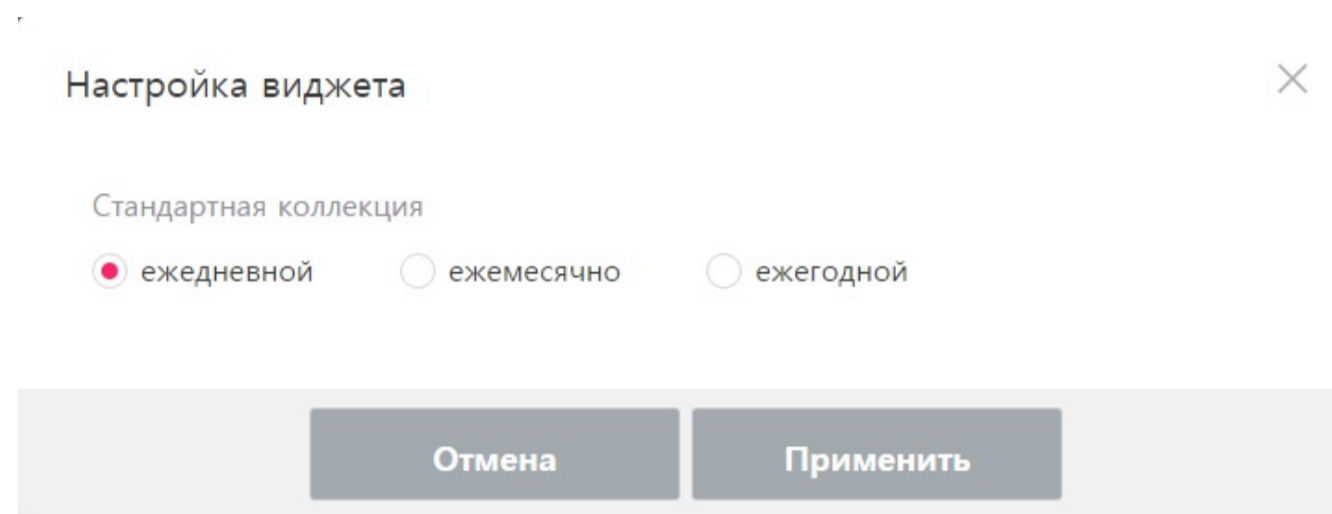 Настройка виджета
Стандартная коллекция
ежедневной ежемесячно ежегодной
Отмена Применить